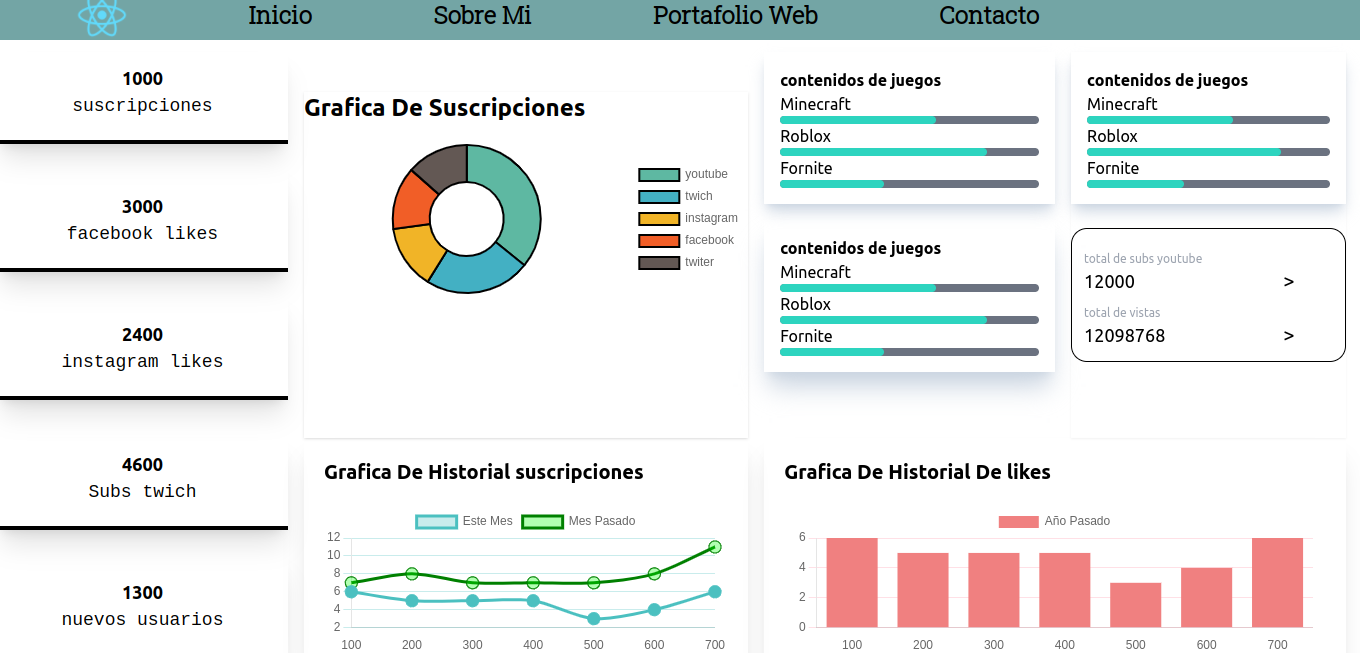 Inicio
Sobre Mi
Portafolio Web
Contacto
1000
suscripciones
3000
facebook likes
2400
instagram likes
4600
Subs twich
1300
nuevos usuarios
Grafica De Suscripciones
youtube
twich
instagram
facebook
twiter
contenidos de juegos
Minecraft
Roblox
Fornite
contenidos de juegos
Minecraft
Roblox
Fornite
contenidos de juegos
Minecraft
Roblox
Fornite
total de subs youtube
12000 >
total de vistas
12098768 >
Grafica De Historial suscripciones
Este Mes
Mes Pasado
12
10
8
6
4
2
100 200 300 400 500 600 700
Grafica De Historial De likes
Año Pasado
6
4
2
0
100 200 300 400 500 600 700